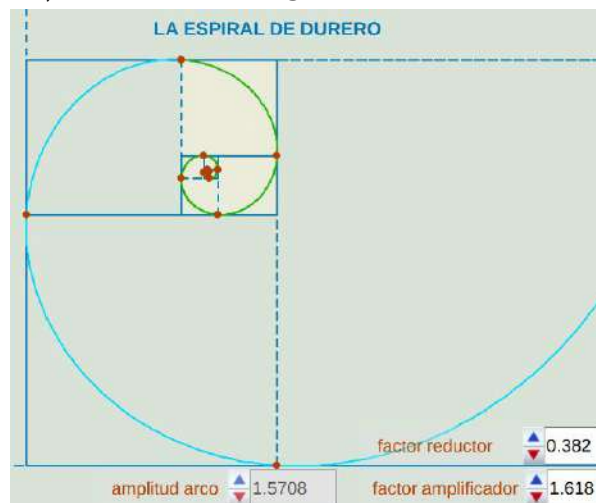 LA ESPIRAL DE DURERO
factor reductor 0.382
amplitud arco 1.5708 factor amplificador 1.618